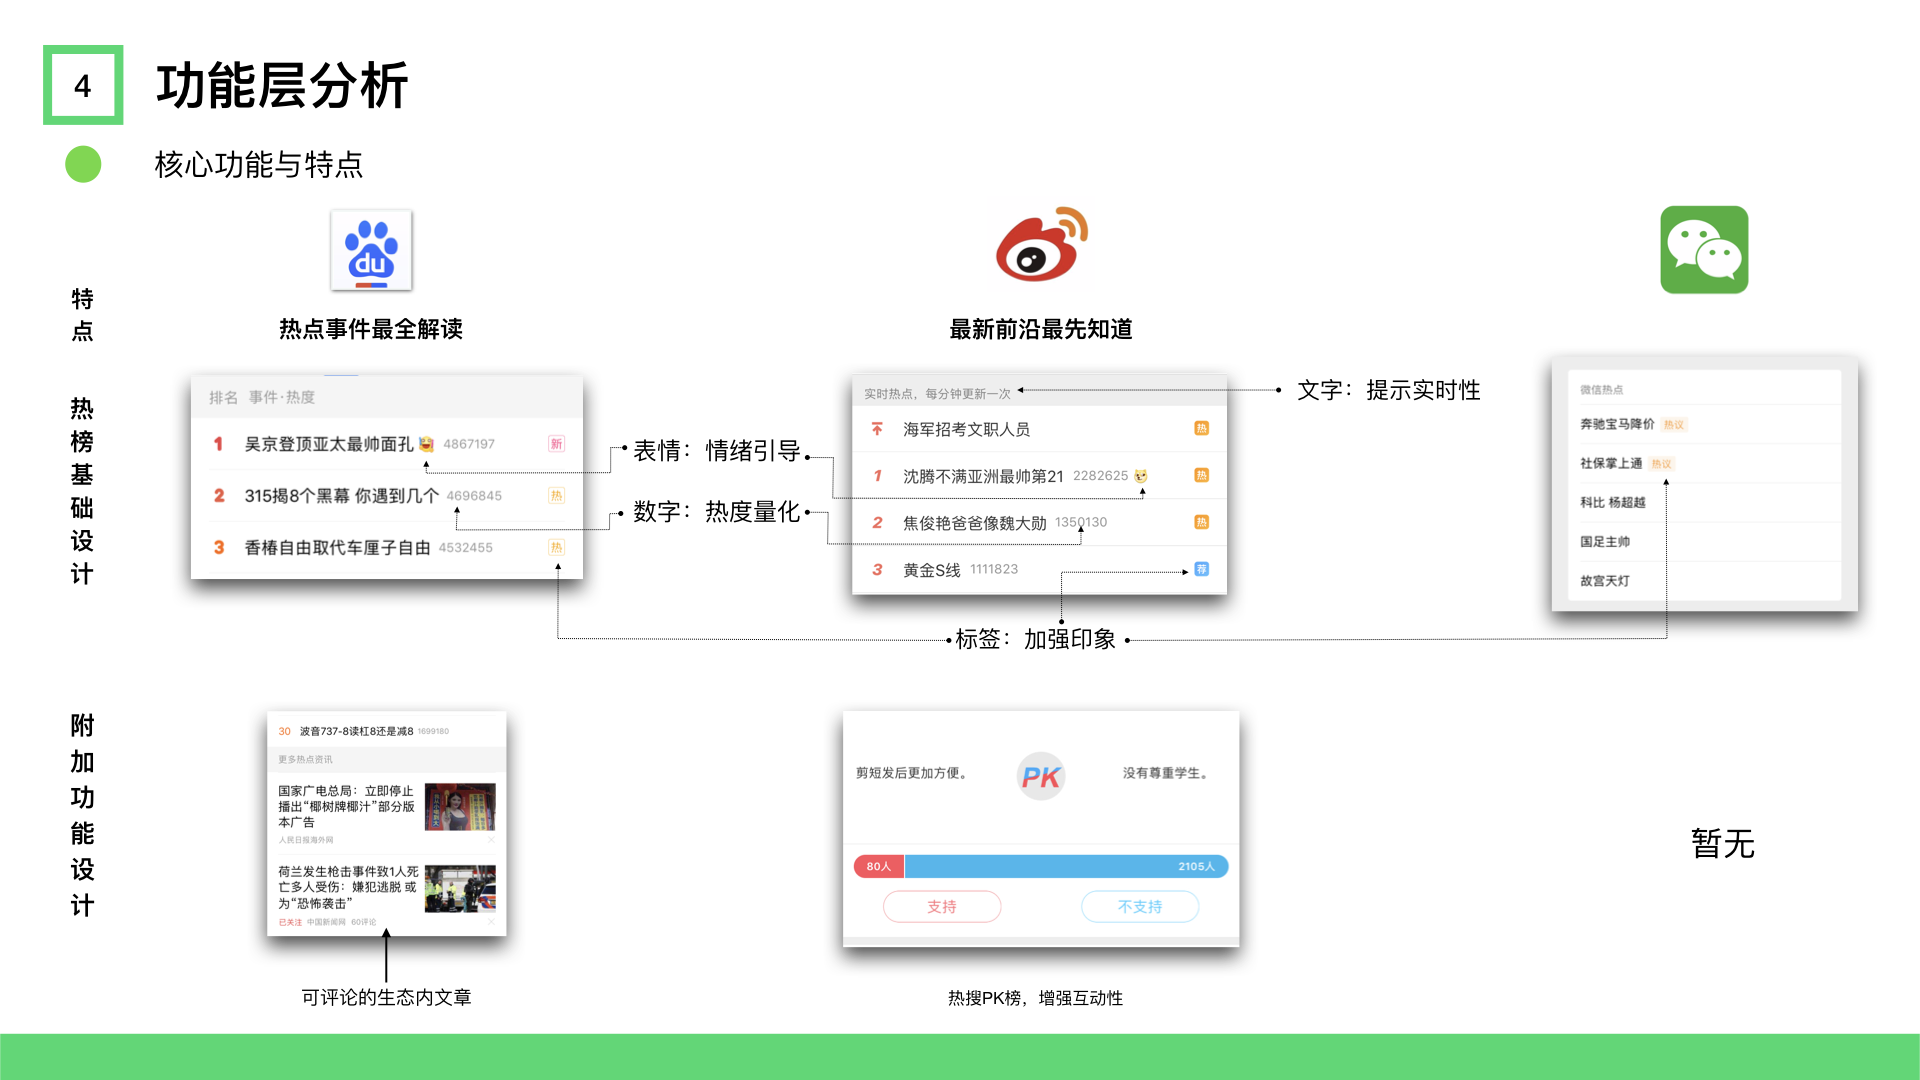 4
功能层分析
核心功能与特点
du
特点
热点事件最全解读
最新前沿最先知道
热榜基础设计
排名 事件·热度
1 吴京登顶亚太最帅面孔 4867197 新
2 315揭8个黑幕 你遇到几个 4696845 热
3 香椿自由取代车厘子自由 4532455 热
表情：情绪引导
数字：热度量化
实时热点，每分钟更新一次
海军招考文职人员 热
1 沈腾不满亚洲最帅第21 2282625 热
2 焦俊艳爸爸像魏大勋 1350130 热
3 黄金S线 1111823 荐
文字：提示实时性
标签：加强印象
微信热点
奔驰宝马降价 热议
社保掌上通 热议
科比 杨超越
国足主帅
故宫天灯
附加功能设计
30 波音737-8读杠8还是减8 1699180
更多热点资讯
国家广电总局：立即停止
播出“椰树牌椰汁”部分版
本广告
人民日报海外网
荷兰发生枪击事件致1人死
亡多人受伤：嫌犯逃脱 或
为“恐怖袭击”
已关注 中国新闻网 60评论
可评论的生态内文章
剪短发后更加方便。
PK
没有尊重学生。
80人
2105人
支持
不支持
热搜PK榜，增强互动性
暂无